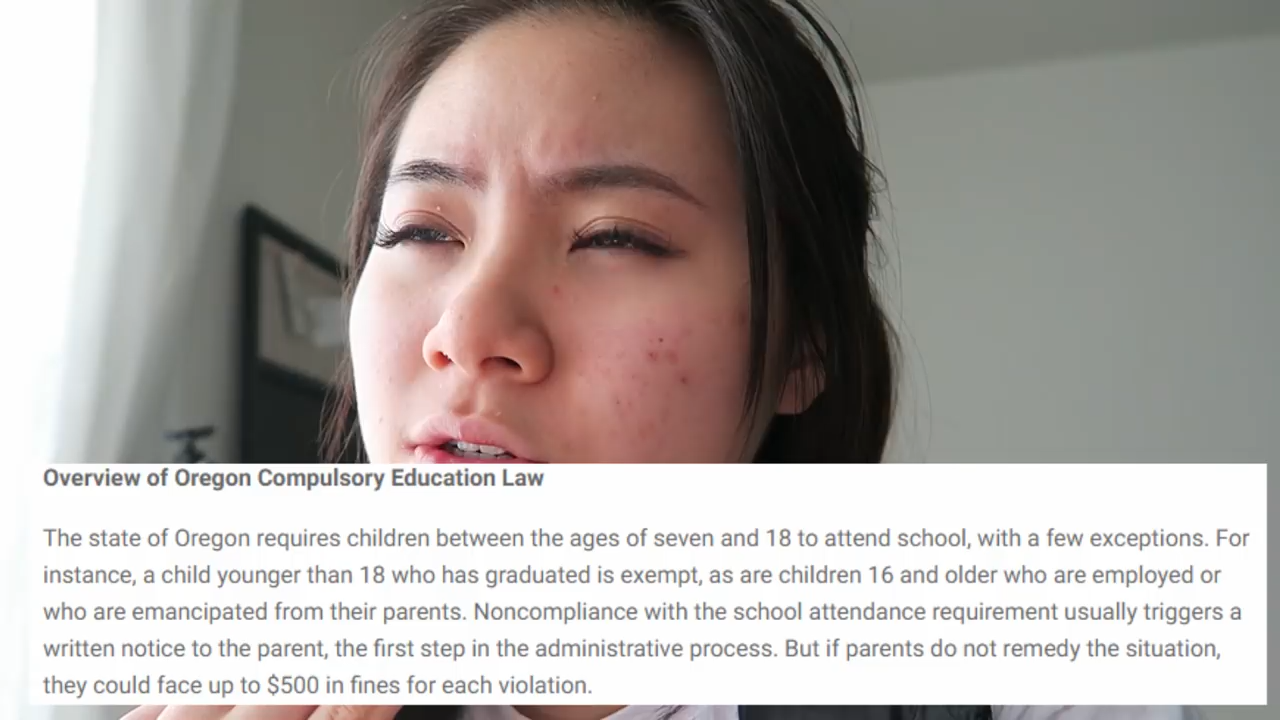 Overview of Oregon Compulsory Education Law
The state of Oregon requires children between the ages of seven and 18 to attend school, with a few exceptions. For
instance, a child younger than 18 who has graduated is exempt, as are children 16 and older who are employed or
who are emancipated from their parents. Noncompliance with the school attendance requirement usually triggers a
written notice to the parent, the first step in the administrative process. But if parents do not remedy the situation,
they could face up to $500 in fines for each violation.